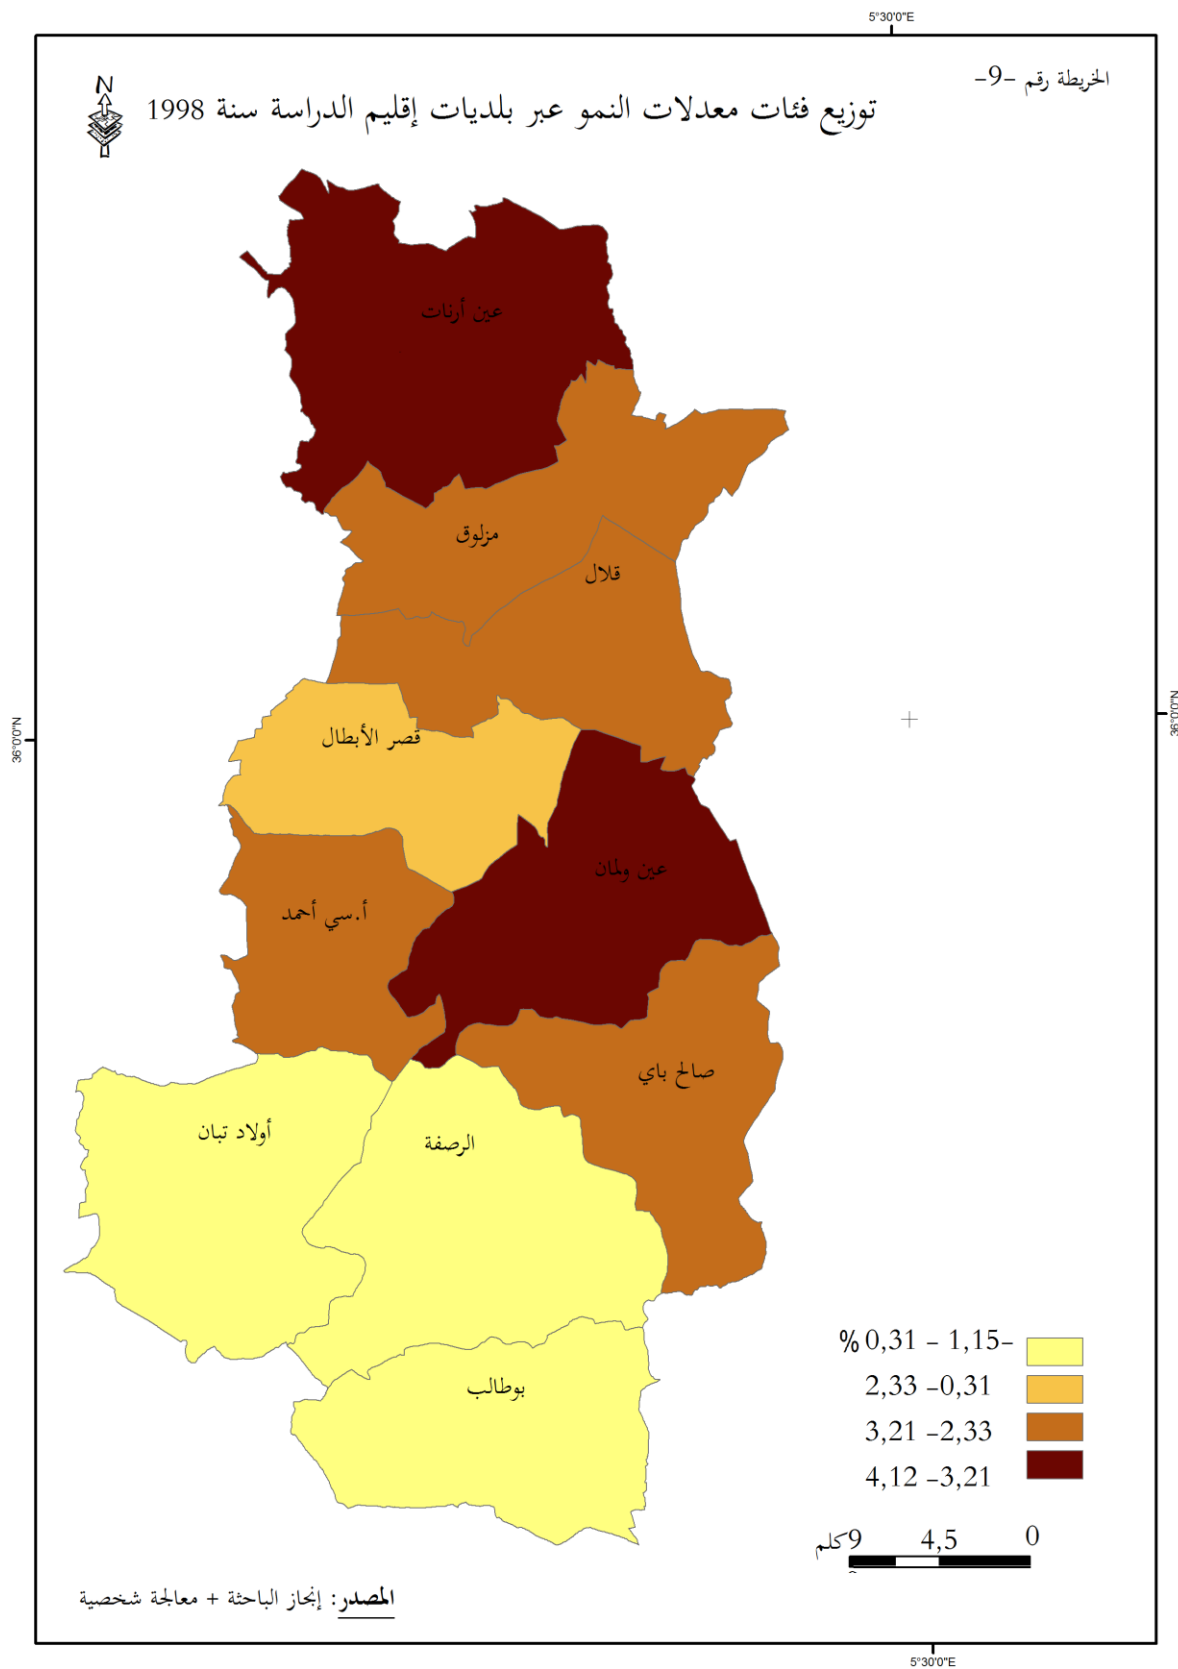 5°30'0"E
الخريطة رقم -9-
توزيع فئات معدلات النمو عبر بلديات إقليم الدراسة سنة 1998
N
عين أرنات
مزلوق
قلال
36°0'0"N
36°0'0"N
قصر الأبطال
عين ولمان
أ.سي أحمد
صالح باي
أولاد تبان
الرصفة
بوطالب
-1,15 - 0,31 %
0,31- 2,33
2,33- 3,21
3,21- 4,12
0 4,5 9كلم
المصدر: إنجاز الباحثة + معالجة شخصية
5°30'0"E